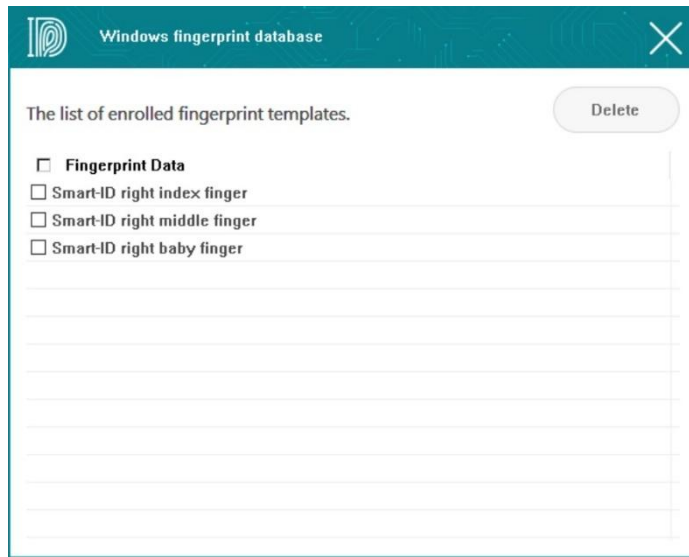 Windows fingerprint database
The list of enrolled fingerprint templates.
Delete
Fingerprint Data
Smart-ID right index finger
Smart-ID right middle finger
Smart-ID right baby finger